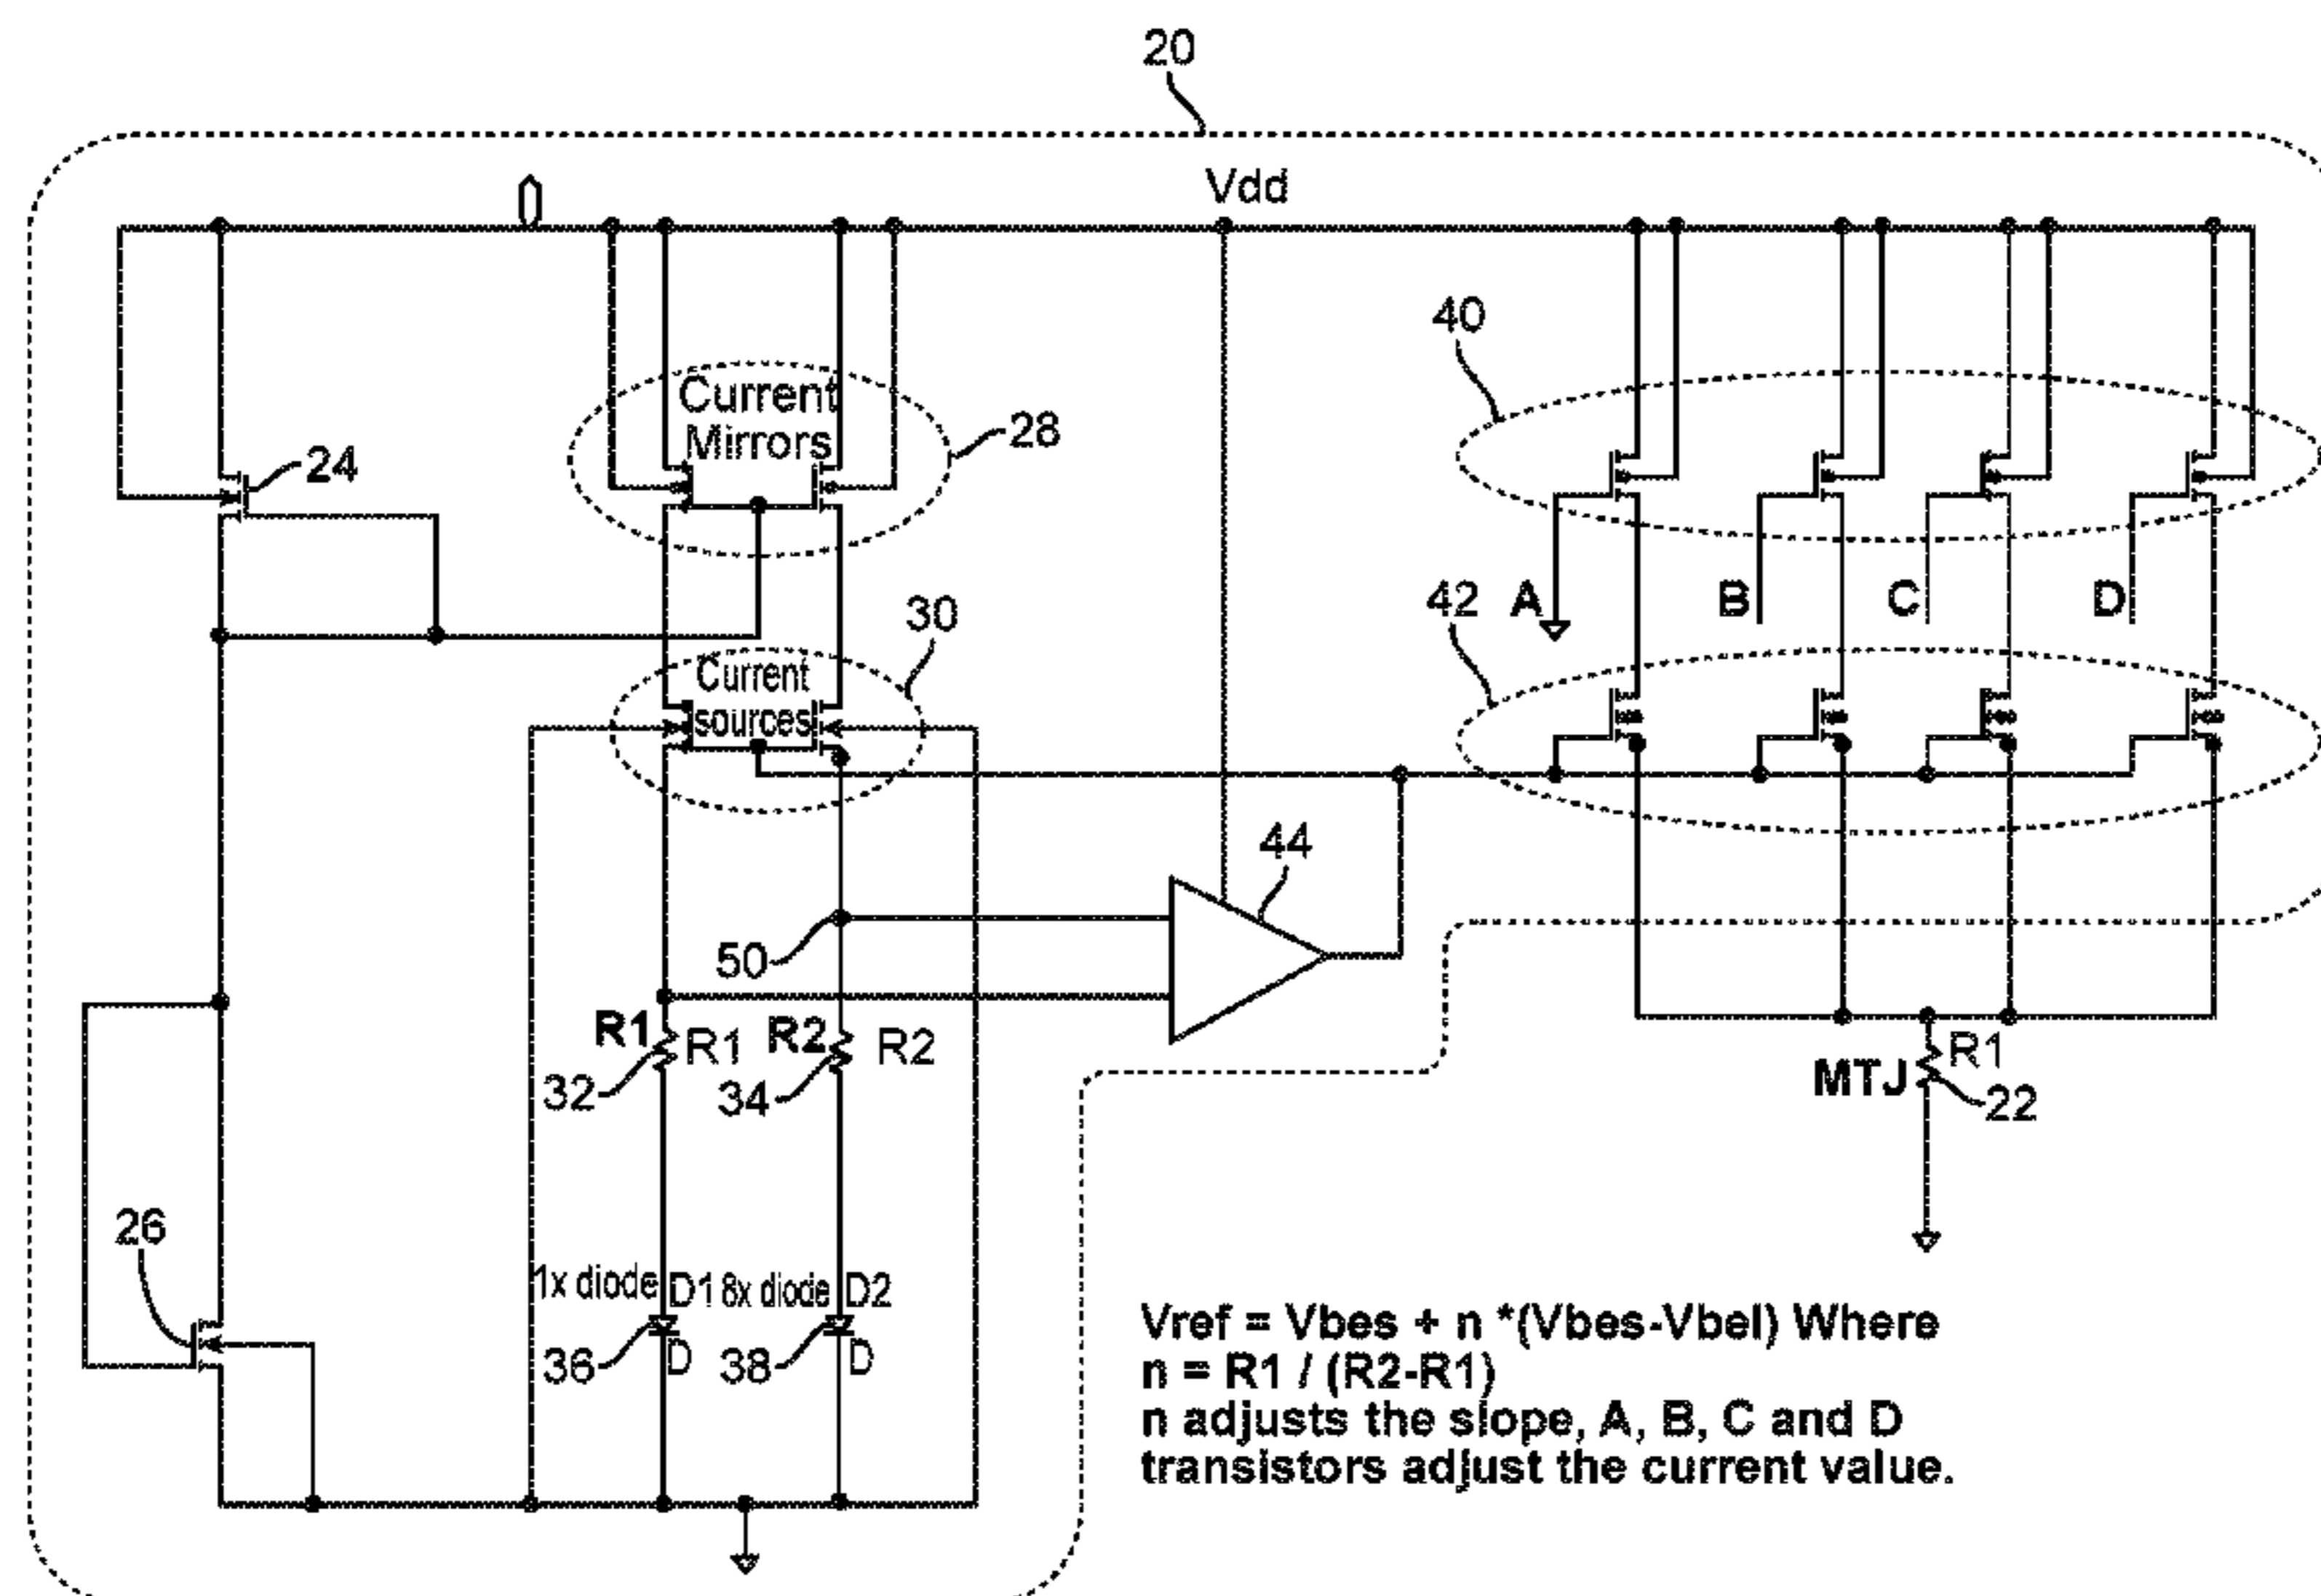 20
Vdd
40
Current
Mirrors
28
24
42
A
B
C
D
30
Current
sources
44
50
R1
R1
R2
R2
32
34
R1
MTJ
22
26
1x diode
D1
8x diode
D2
36
D
38
D
Vref = Vbes + n *(Vbes-Vbel) Where
n = R1 / (R2-R1)
n adjusts the slope, A, B, C and D
transistors adjust the current value.